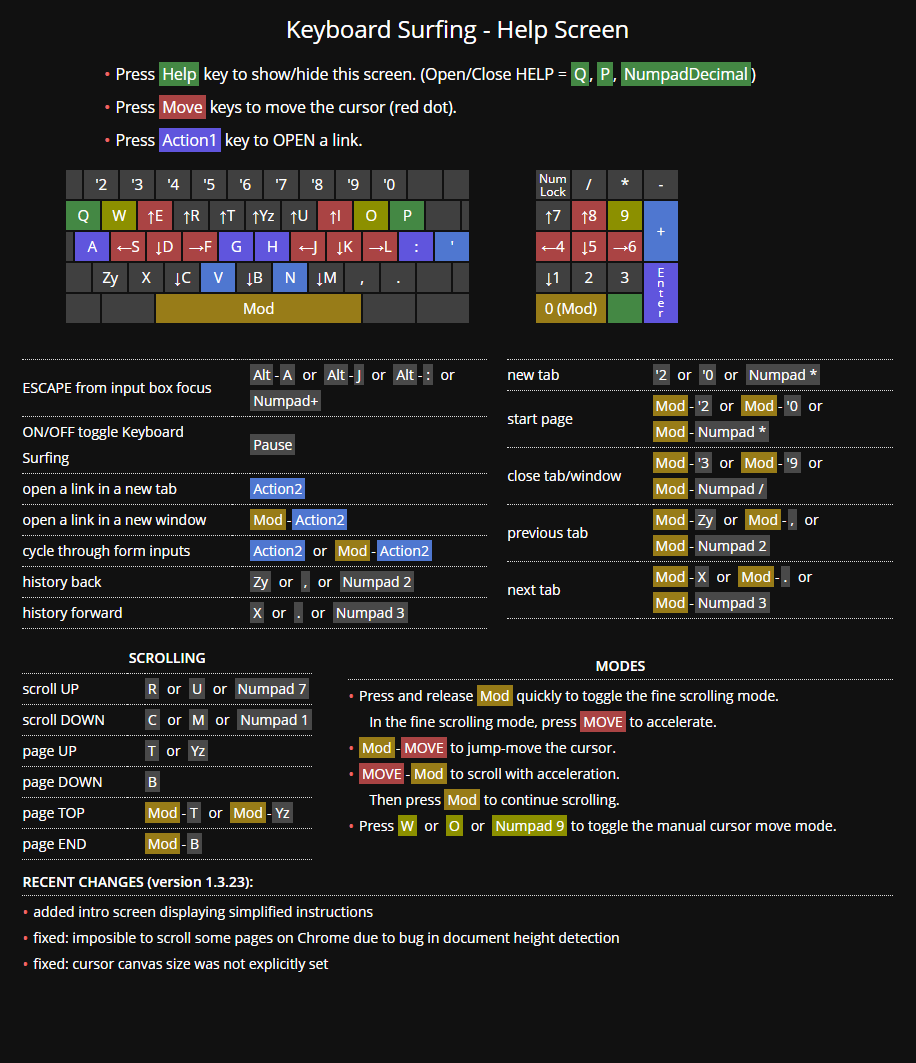 Keyboard Surfing - Help Screen
• Press Help key to show/hide this screen. (Open/Close HELP = Q, P, NumpadDecimal)
• Press Move keys to move the cursor (red dot).
• Press Action1 key to OPEN a link.
'2 '3 '4 '5 '6 '7 '8 '9 '0
Q W ↑E ↑R ↑T ↑Yz ↑U ↑I O P
A ←S ↓D →F G H ←J ↓K →L : '
Zy X ↓C V ↓B N ↓M , .
Mod
Num Lock / * -
↑7 ↑8 9 +
←4 ↓5 →6
↓1 2 3 Enter
0 (Mod)
ESCAPE from input box focus Alt-A or Alt-J or Alt-: or
Numpad+
ON/OFF toggle Keyboard
Surfing Pause
open a link in a new tab Action2
open a link in a new window Mod-Action2
cycle through form inputs Action2 or Mod-Action2
history back Zy or , or Numpad 2
history forward X or . or Numpad 3
new tab '2 or '0 or Numpad *
start page Mod-'2 or Mod-'0 or
Mod-Numpad *
close tab/window Mod-'3 or Mod-'9 or
Mod-Numpad /
previous tab Mod-Zy or Mod-, or
Mod-Numpad 2
next tab Mod-X or Mod-. or
Mod-Numpad 3
SCROLLING
scroll UP R or U or Numpad 7
scroll DOWN C or M or Numpad 1
page UP T or Yz
page DOWN B
page TOP Mod-T or Mod-Yz
page END Mod-B
MODES
• Press and release Mod quickly to toggle the fine scrolling mode.
In the fine scrolling mode, press MOVE to accelerate.
• Mod-MOVE to jump-move the cursor.
• MOVE-Mod to scroll with acceleration.
Then press Mod to continue scrolling.
• Press W or O or Numpad 9 to toggle the manual cursor move mode.
RECENT CHANGES (version 1.3.23):
• added intro screen displaying simplified instructions
• fixed: imposible to scroll some pages on Chrome due to bug in document height detection
• fixed: cursor canvas size was not explicitly set